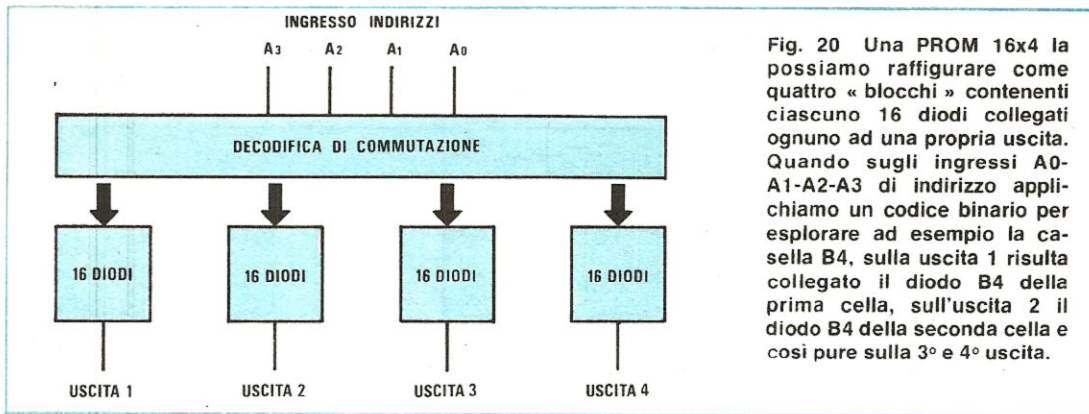 INGRESSO INDIRIZZI
A3 A2 A1 A0
DECODIFICA DI COMMUTAZIONE
16 DIODI 16 DIODI 16 DIODI 16 DIODI
USCITA 1 USCITA 2 USCITA 3 USCITA 4
Fig. 20 Una PROM 16x4 la
possiamo raffigurare come
quattro « blocchi » contenenti
ciascuno 16 diodi collegati
ognuno ad una propria uscita.
Quando sugli ingressi A0-
A1-A2-A3 di indirizzo appli-
chiamo un codice binario per
esplorare ad esempio la ca-
sella B4, sulla uscita 1 risulta
collegato il diodo B4 della
prima cella, sull'uscita 2 il
diodo B4 della seconda cella e
così pure sulla 3º e 4º uscita.